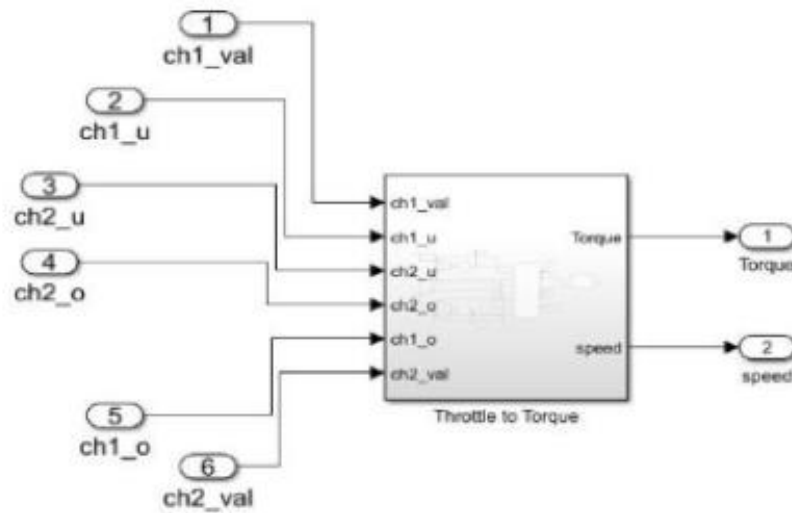 1
ch1_val
2
ch1_u
3
ch2_u
4
ch2_o
5
ch1_o
6
ch2_val
ch1_val
ch1_u
ch2_u
ch2_o
ch1_o
ch2_val
Torque
speed
Throttle to Torque
1
Torque
2
speed